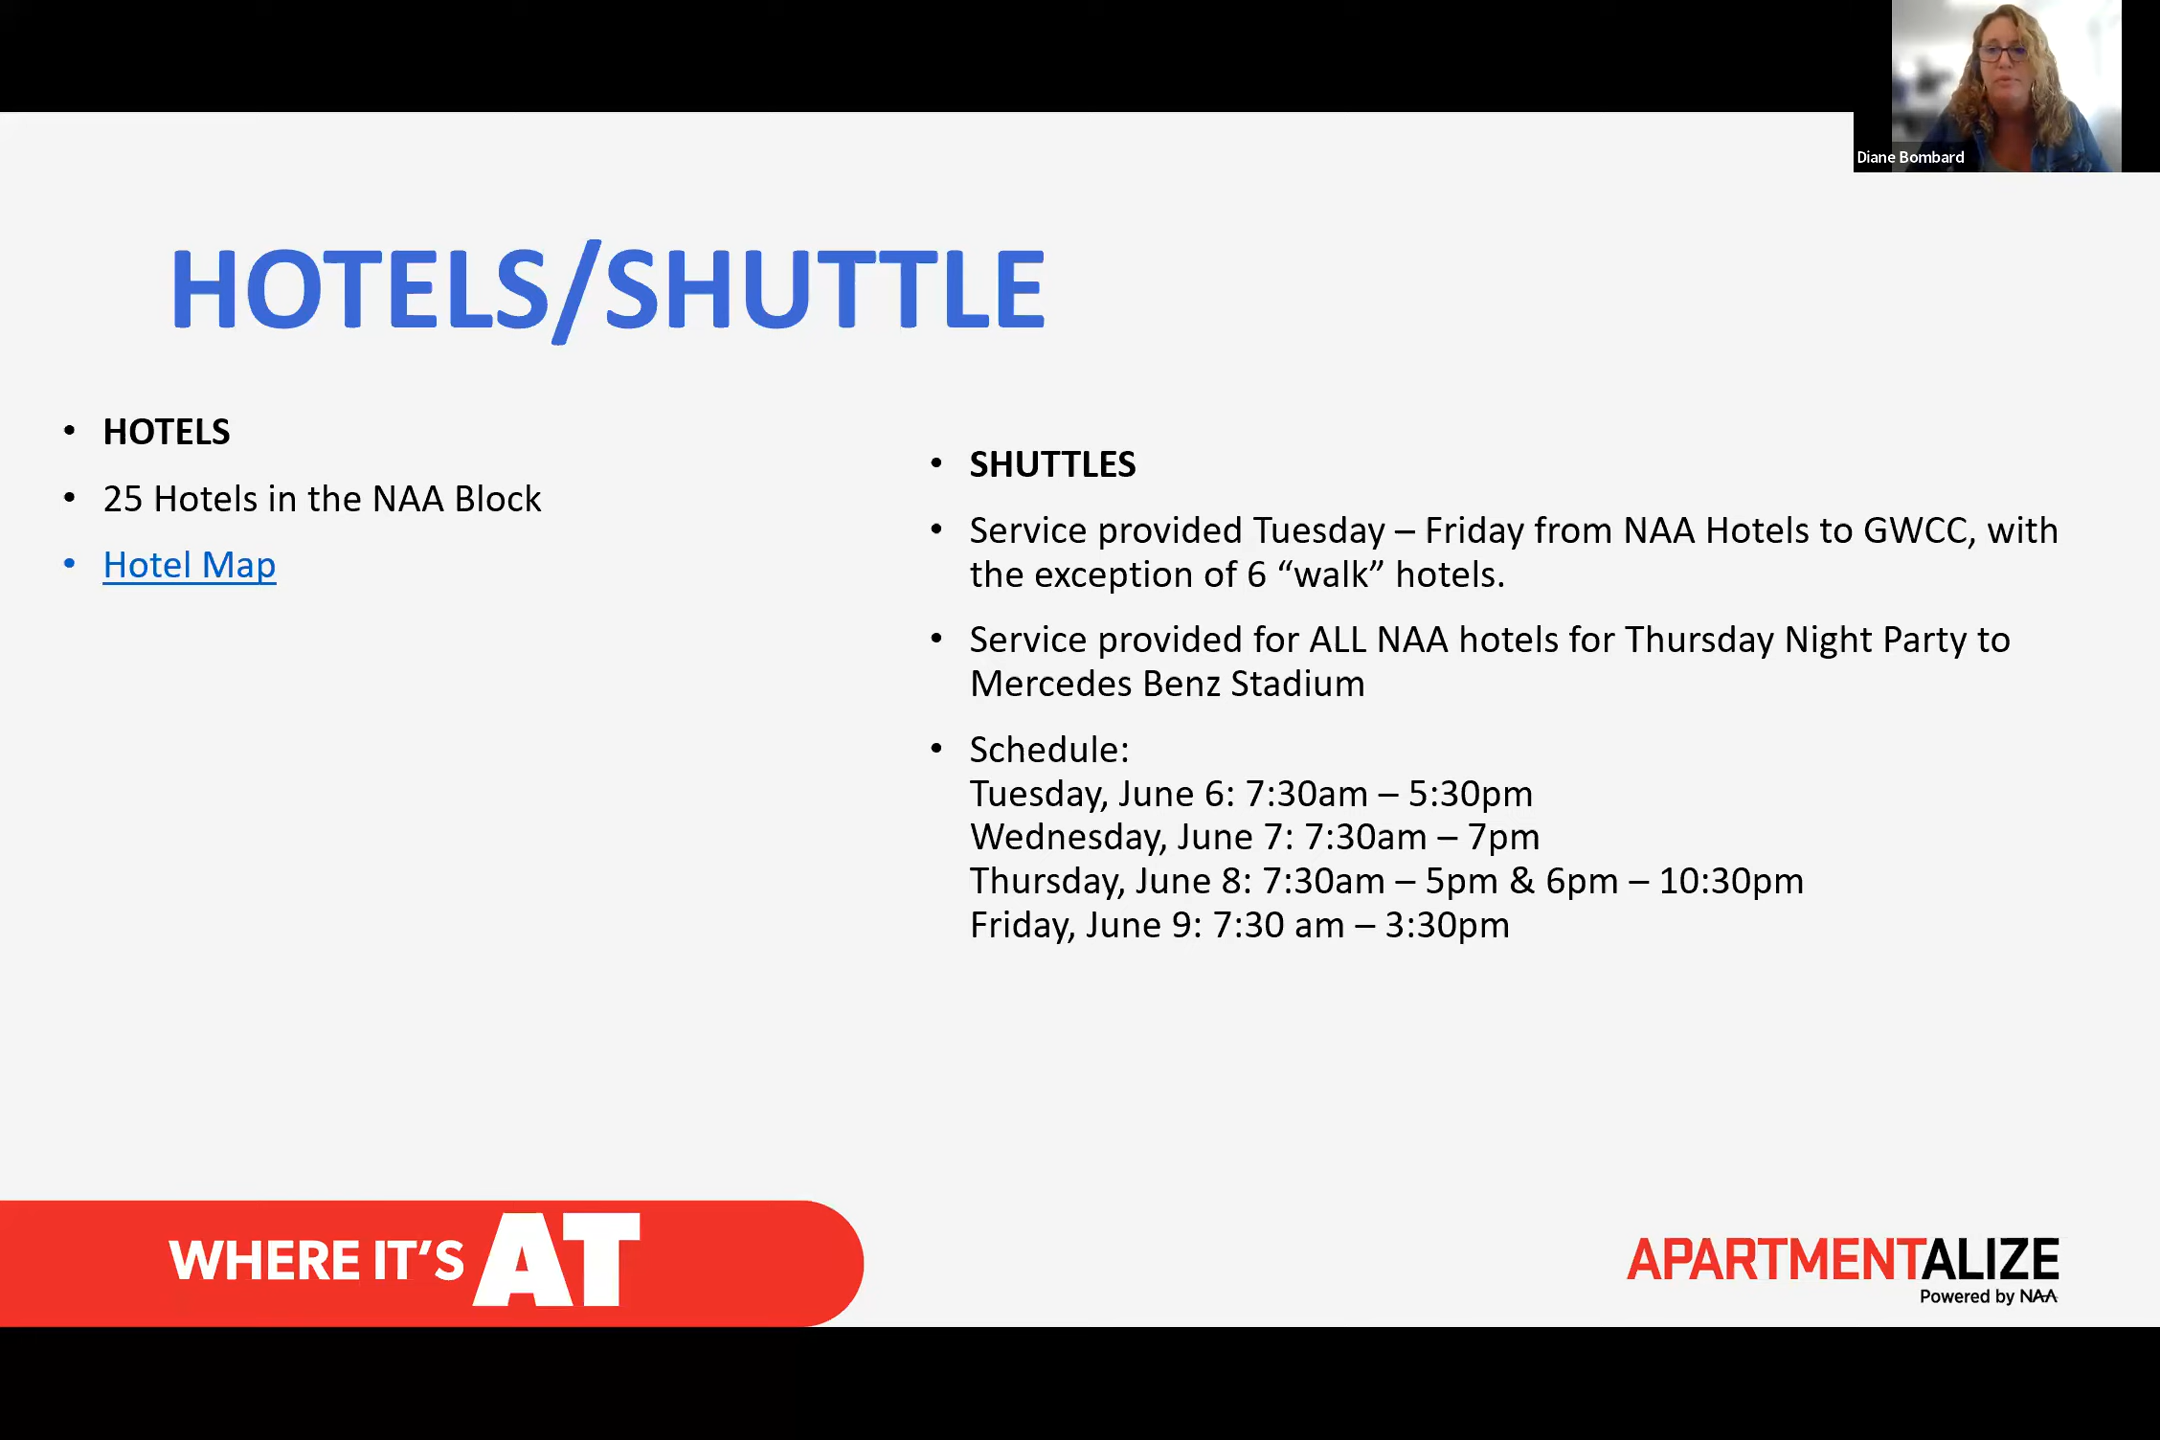 Diane Bombard
HOTELS/SHUTTLE
• HOTELS
• 25 Hotels in the NAA Block
• Hotel Map
• SHUTTLES
• Service provided Tuesday – Friday from NAA Hotels to GWCC, with
the exception of 6 “walk” hotels.
• Service provided for ALL NAA hotels for Thursday Night Party to
Mercedes Benz Stadium
• Schedule:
Tuesday, June 6: 7:30am – 5:30pm
Wednesday, June 7: 7:30am – 7pm
Thursday, June 8: 7:30am – 5pm & 6pm – 10:30pm
Friday, June 9: 7:30 am – 3:30pm
WHERE IT’S AT
APARTMENTALIZE
Powered by NAA